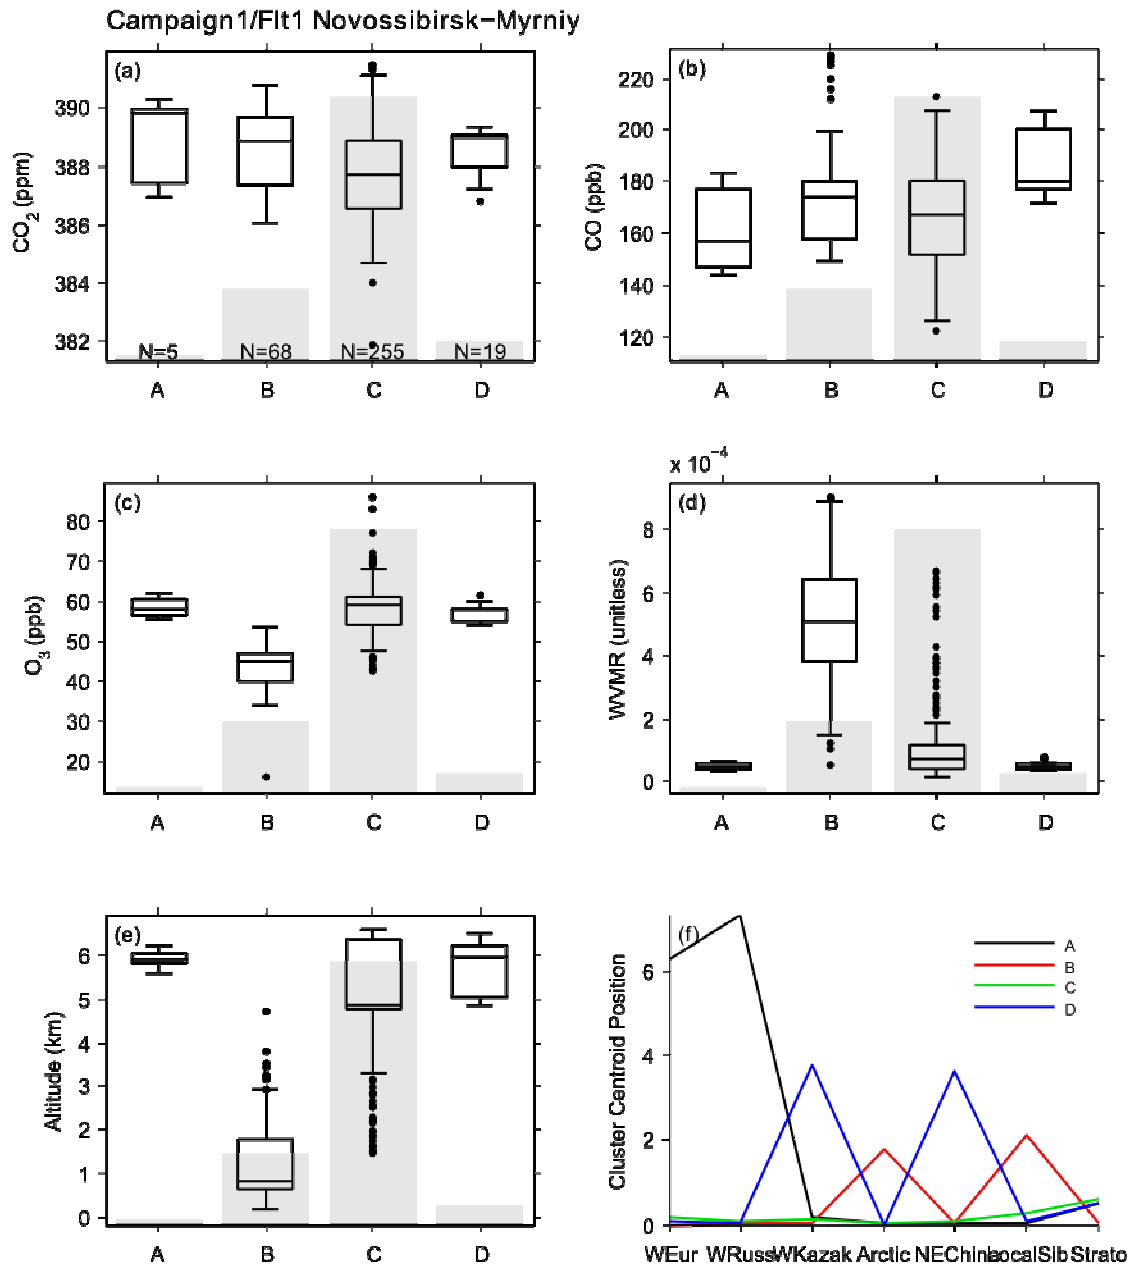 Campaign1/Flt1 Novossibirsk−Myrniy
(a)
390
388
386
384
382
CO2 (ppm)
N=5 N=68 N=255 N=19
A B C D
(b)
220
200
180
160
140
120
CO (ppb)
A B C D
(c)
80
70
60
50
40
30
20
O3 (ppb)
A B C D
x 10−4
(d)
8
6
4
2
0
WVMR (unitless)
A B C D
(e)
6
5
4
3
2
1
0
Altitude (km)
A B C D
(f)
6
4
2
0
Cluster Centroid Position
A
B
C
D
WEur WRuss WKazak Arctic NEChina LocalSib Strato